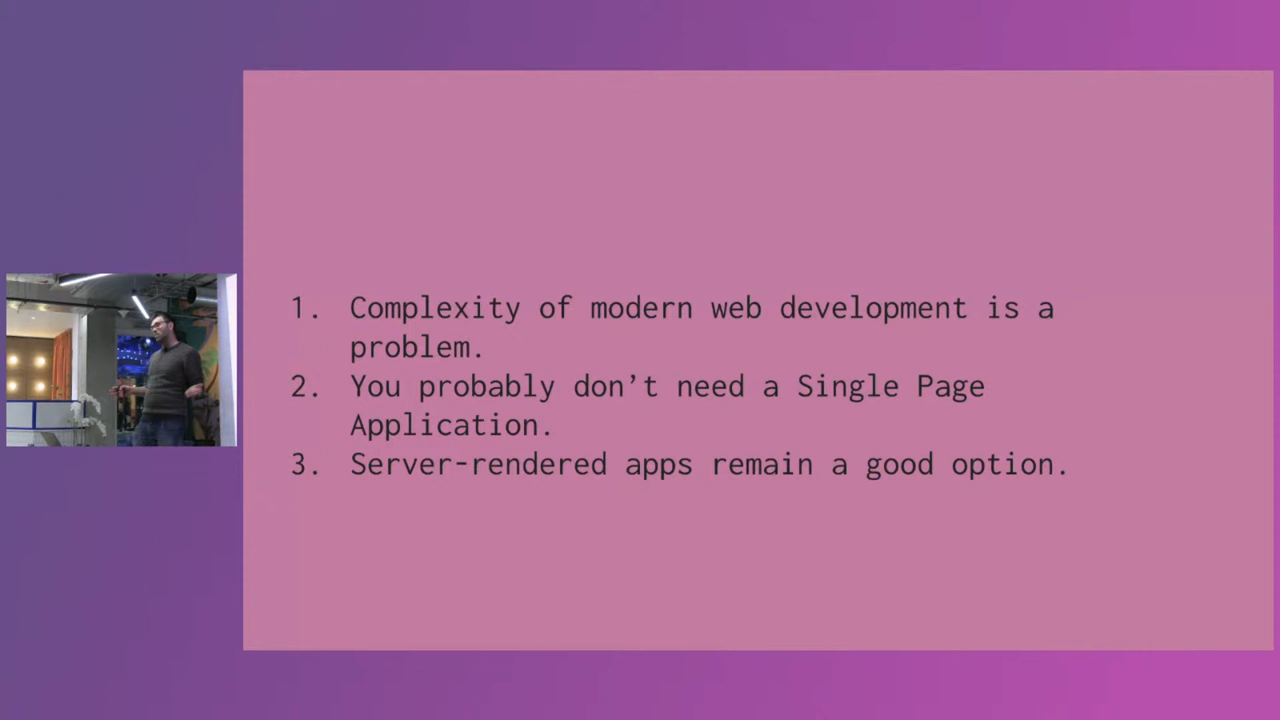 1. Complexity of modern web development is a
problem.
2. You probably don’t need a Single Page
Application.
3. Server-rendered apps remain a good option.